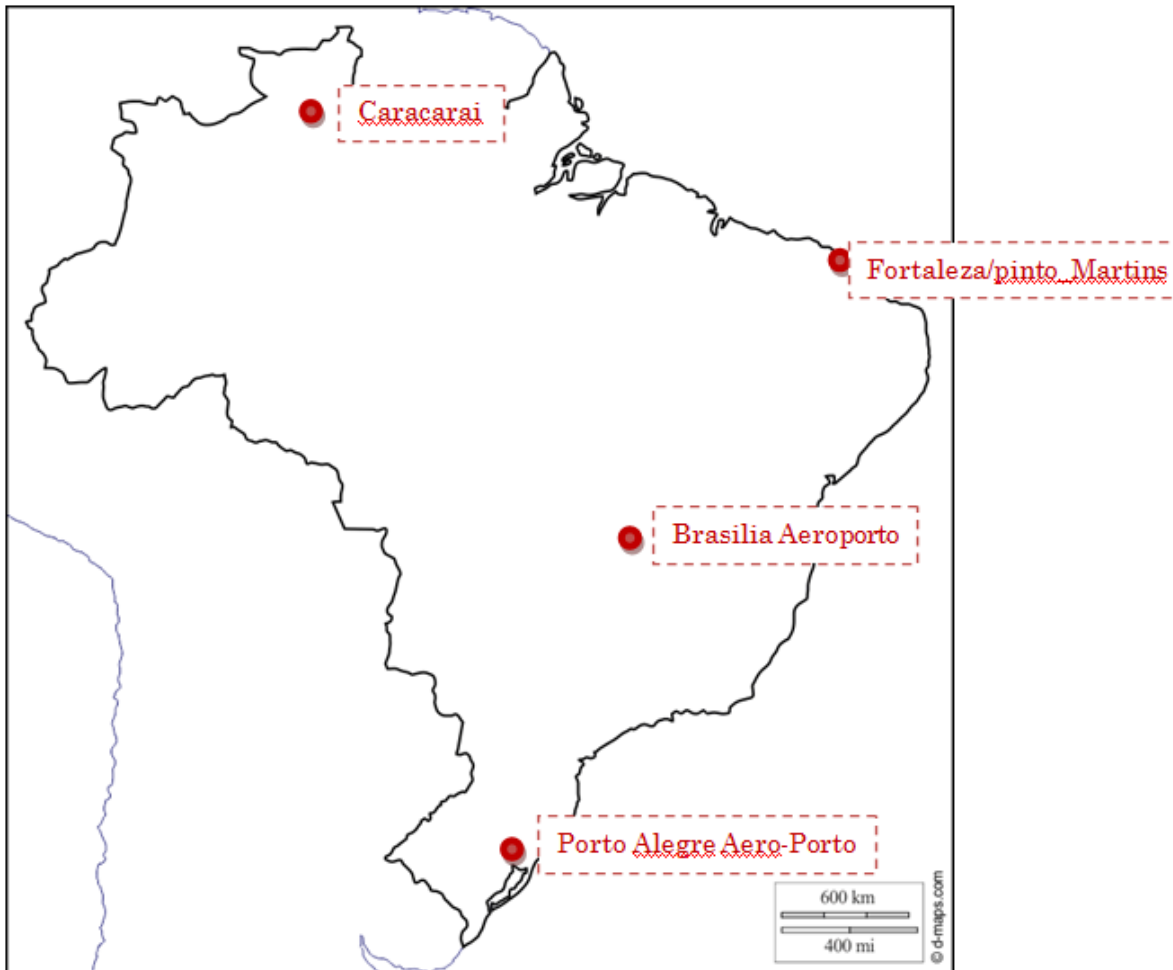 Caracarai
Fortaleza/pinto_Martins
Brasilia Aeroporto
Porto Alegre Aero-Porto
600 km
400 mi
© d-maps.com